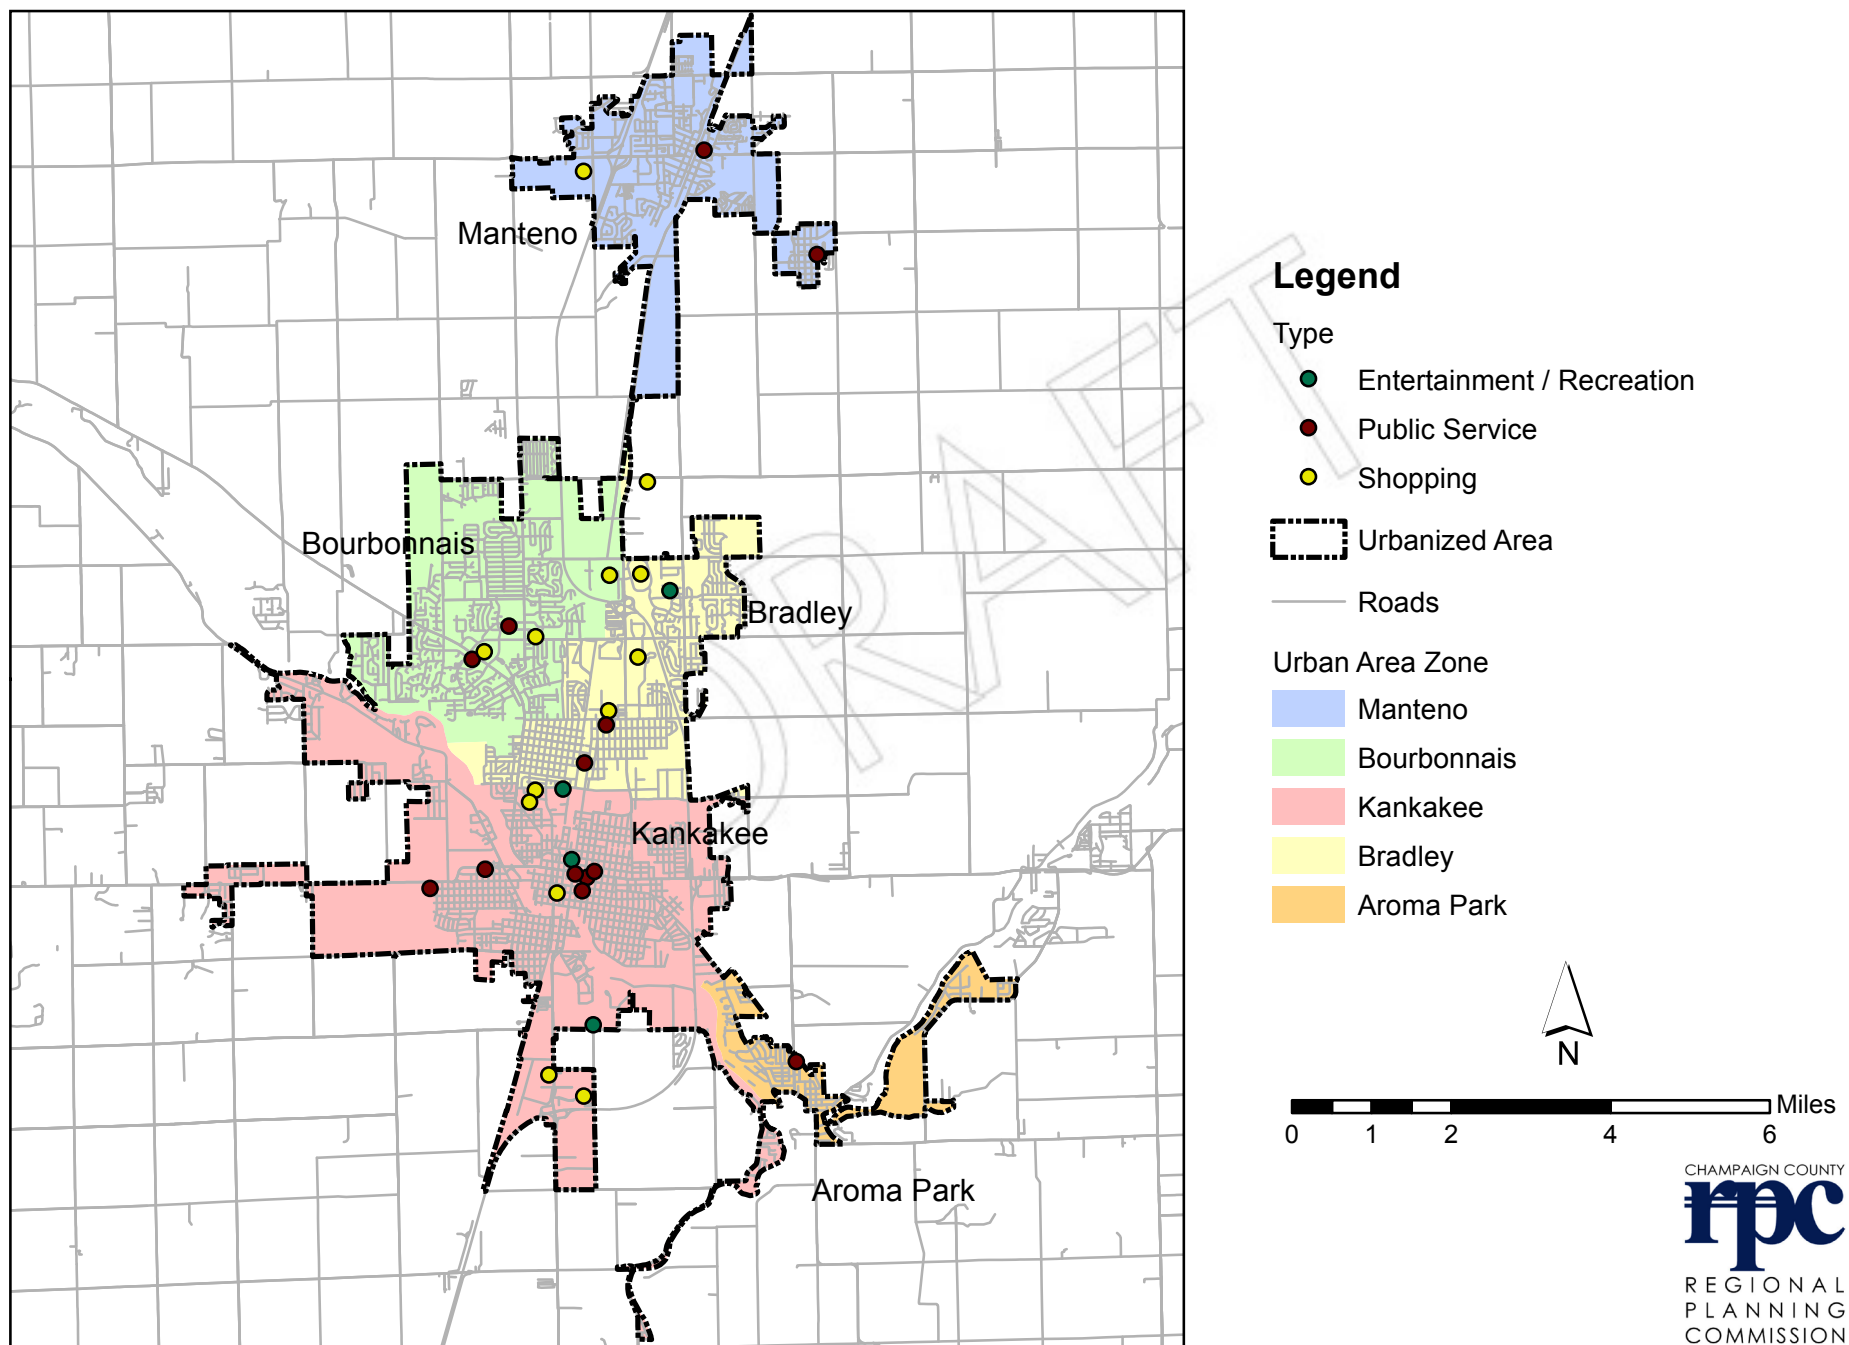 Manteno
Bourbonnais
Bradley
Kankakee
Aroma Park
DRAFT
Legend
Type
Entertainment / Recreation
Public Service
Shopping
Urbanized Area
Roads
Urban Area Zone
Manteno
Bourbonnais
Kankakee
Bradley
Aroma Park
N
Miles
0 1 2 4 6
CHAMPAIGN COUNTY
rpc
REGIONAL
PLANNING
COMMISSION